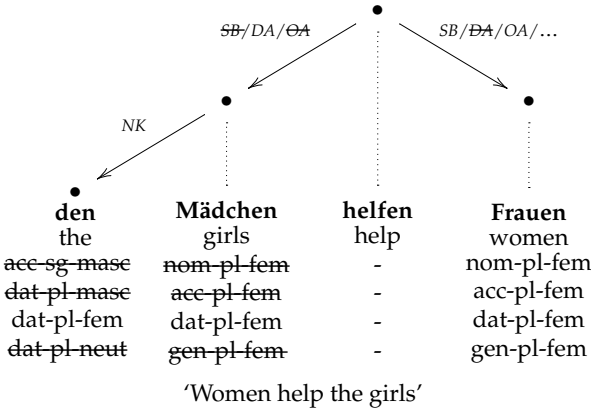 SB/DA/OA SB/DA/OA/...
NK
den Mädchen helfen Frauen
the girls help women
acc-sg-masc nom-pl-fem - nom-pl-fem
dat-pl-masc acc-pl-fem - acc-pl-fem
dat-pl-fem dat-pl-fem - dat-pl-fem
dat-pl-neut gen-pl-fem - gen-pl-fem
‘Women help the girls’